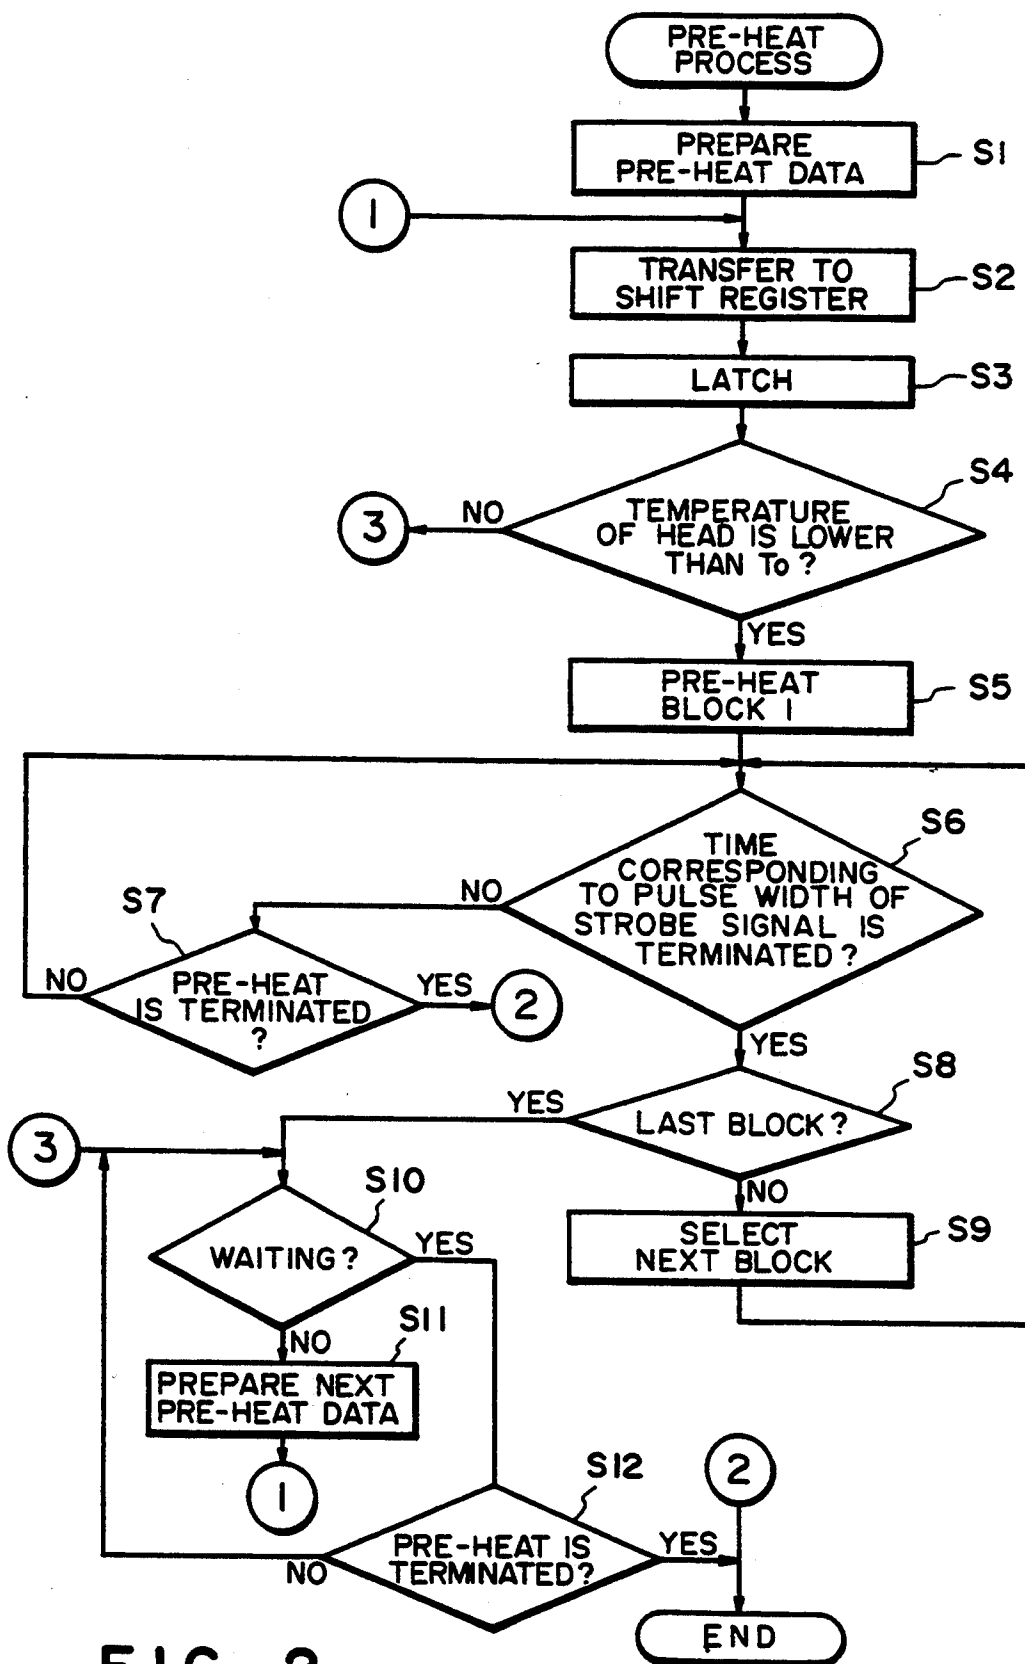 PRE-HEAT
PROCESS
PREPARE
PRE-HEAT DATA
S1
1
TRANSFER TO
SHIFT REGISTER
S2
LATCH
S3
S4
TEMPERATURE
OF HEAD IS LOWER
THAN To ?
NO
3
YES
PRE-HEAT
BLOCK 1
S5
S6
TIME
CORRESPONDING
TO PULSE WIDTH OF
STROBE SIGNAL IS
TERMINATED ?
NO
S7
PRE-HEAT
IS TERMINATED
?
NO
YES
2
YES
S8
LAST BLOCK ?
YES
3
NO
S9
SELECT
NEXT BLOCK
S10
WAITING ?
YES
NO
S11
PREPARE NEXT
PRE-HEAT DATA
1
S12
PRE-HEAT IS
TERMINATED?
NO
YES
2
END